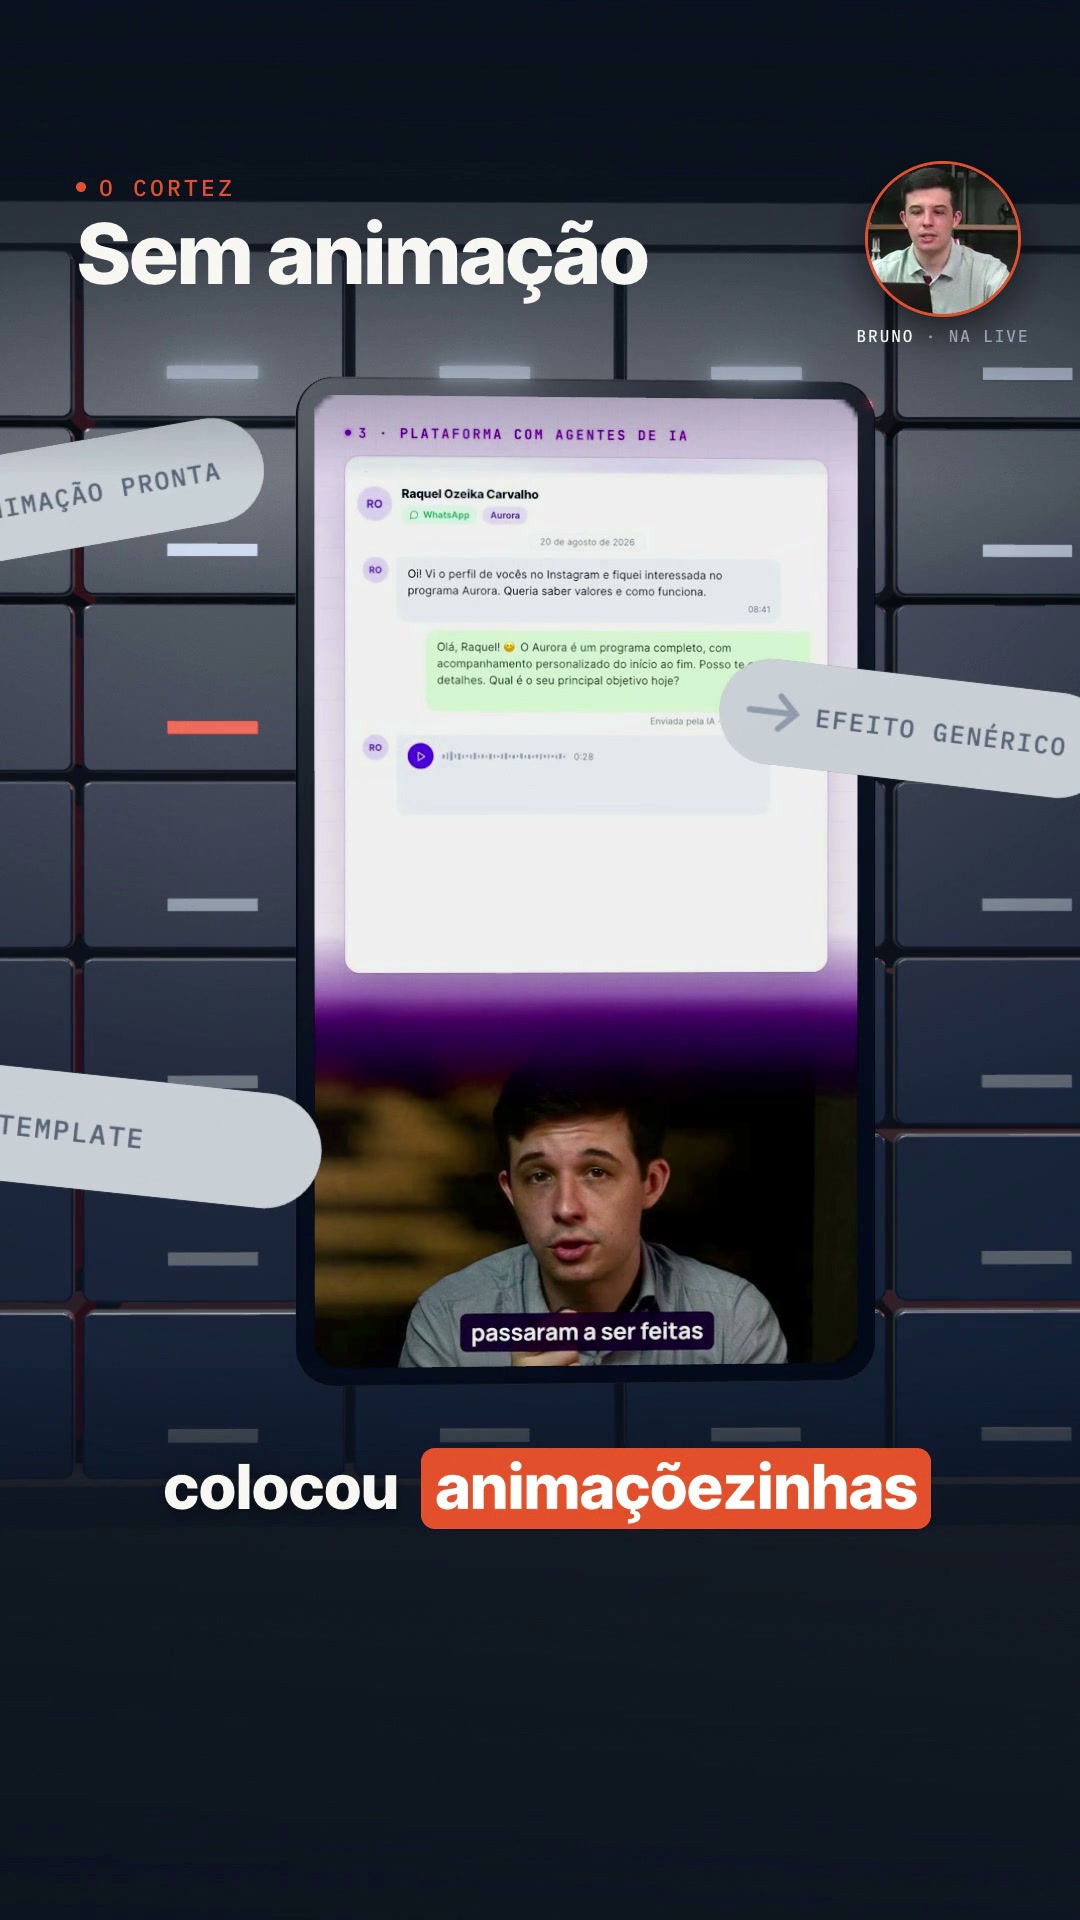 O CORTEZ
Sem animação
BRUNO · NA LIVE
3 · PLATAFORMA COM AGENTES DE IA
RO
Raquel Ozeika Carvalho
WhatsApp
Aurora
20 de agosto de 2026
RO
Oi! Vi o perfil de vocês no Instagram e fiquei interessada no
programa Aurora. Queria saber valores e como funciona.
08:41
Olá, Raquel! 😊 O Aurora é um programa completo, com
acompanhamento personalizado do início ao fim. Posso te
detalhes. Qual é o seu principal objetivo hoje?
Enviada pela IA
RO
0:28
PRONTA
→ EFEITO GENÉRICO
TEMPLATE
passaram a ser feitas
colocou animaçõezinhas